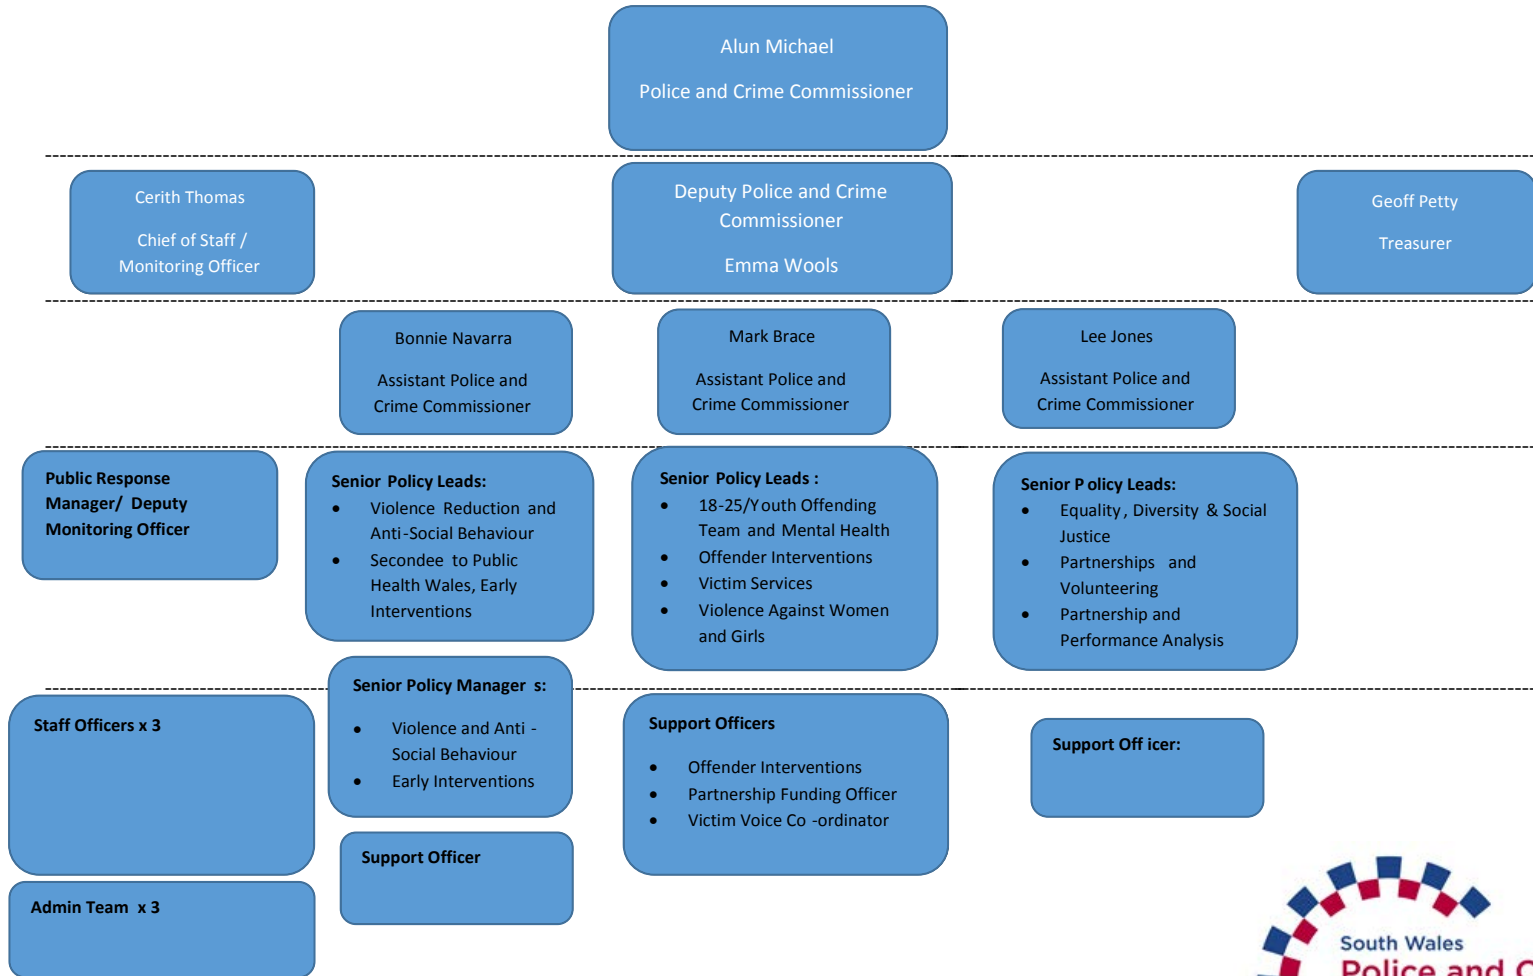 Alun Michael
Police and Crime Commissioner
Cerith Thomas
Chief of Staff /
Monitoring Officer
Deputy Police and Crime
Commissioner
Emma Wools
Geoff Petty
Treasurer
Bonnie Navarra
Assistant Police and
Crime Commissioner
Mark Brace
Assistant Police and
Crime Commissioner
Lee Jones
Assistant Police and
Crime Commissioner
Public Response
Manager/ Deputy
Monitoring Officer
Senior Policy Leads:
• Violence Reduction and
Anti-Social Behaviour
• Secondee to Public
Health Wales, Early
Interventions
Senior Policy Leads :
• 18-25/Youth Offending
Team and Mental Health
• Offender Interventions
• Victim Services
• Violence Against Women
and Girls
Senior Policy Leads:
• Equality, Diversity & Social
Justice
• Partnerships and
Volunteering
• Partnership and
Performance Analysis
Staff Officers x 3
Senior Policy Manager s:
• Violence and Anti -
Social Behaviour
• Early Interventions
Support Officers
• Offender Interventions
• Partnership Funding Officer
• Victim Voice Co -ordinator
Support Off icer:
Support Officer
Admin Team x 3
South Wales
Police and C